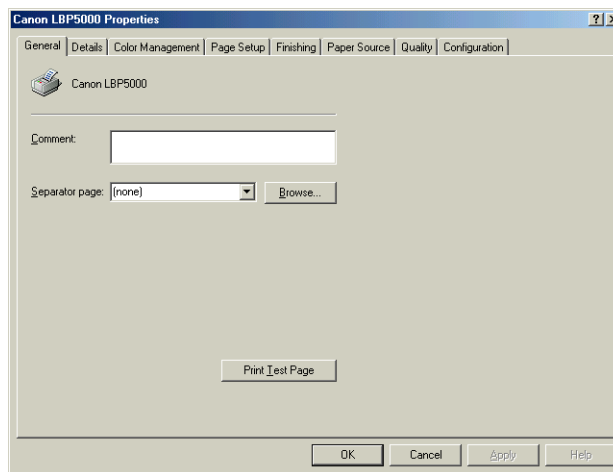 Canon LBP5000 Properties
General Details Color Management Page Setup Finishing Paper Source Quality Configuration
Canon LBP5000
Comment:
Separator page: (none) Browse...
Print Test Page
OK Cancel Apply Help